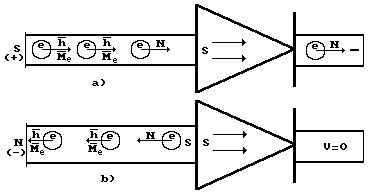 S e h̄ e h̄ e N S e N –
(+) M̄e M̄e
a)
N h̄ e h̄ e N e S S V=0
(–) M̄e M̄e
b)